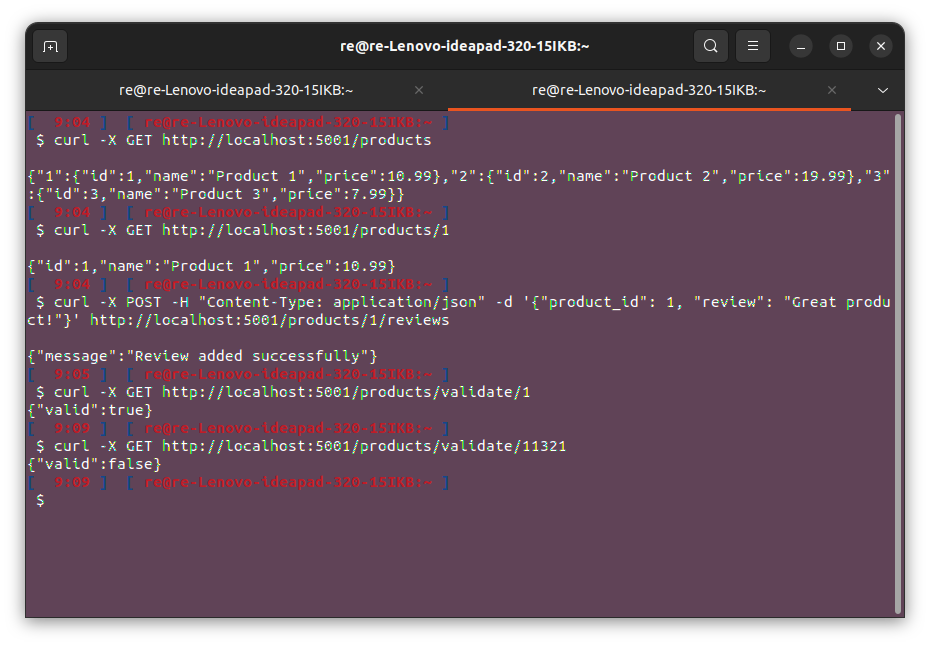 re@re-Lenovo-ideapad-320-15IKB:~
re@re-Lenovo-ideapad-320-15IKB:~
re@re-Lenovo-ideapad-320-15IKB:~
[  9:04 ]  [ re@re-Lenovo-ideapad-320-15IKB:~ ]
$ curl -X GET http://localhost:5001/products
{"1":{"id":1,"name":"Product 1","price":10.99},"2":{"id":2,"name":"Product 2","price":19.99},"3"
:{"id":3,"name":"Product 3","price":7.99}}
[  9:04 ]  [ re@re-Lenovo-ideapad-320-15IKB:~ ]
$ curl -X GET http://localhost:5001/products/1
{"id":1,"name":"Product 1","price":10.99}
[  9:04 ]  [ re@re-Lenovo-ideapad-320-15IKB:~ ]
$ curl -X POST -H "Content-Type: application/json" -d '{"product_id": 1, "review": "Great produ
ct!"}' http://localhost:5001/products/1/reviews
{"message":"Review added successfully"}
[  9:05 ]  [ re@re-Lenovo-ideapad-320-15IKB:~ ]
$ curl -X GET http://localhost:5001/products/validate/1
{"valid":true}
[  9:09 ]  [ re@re-Lenovo-ideapad-320-15IKB:~ ]
$ curl -X GET http://localhost:5001/products/validate/11321
{"valid":false}
[  9:09 ]  [ re@re-Lenovo-ideapad-320-15IKB:~ ]
$